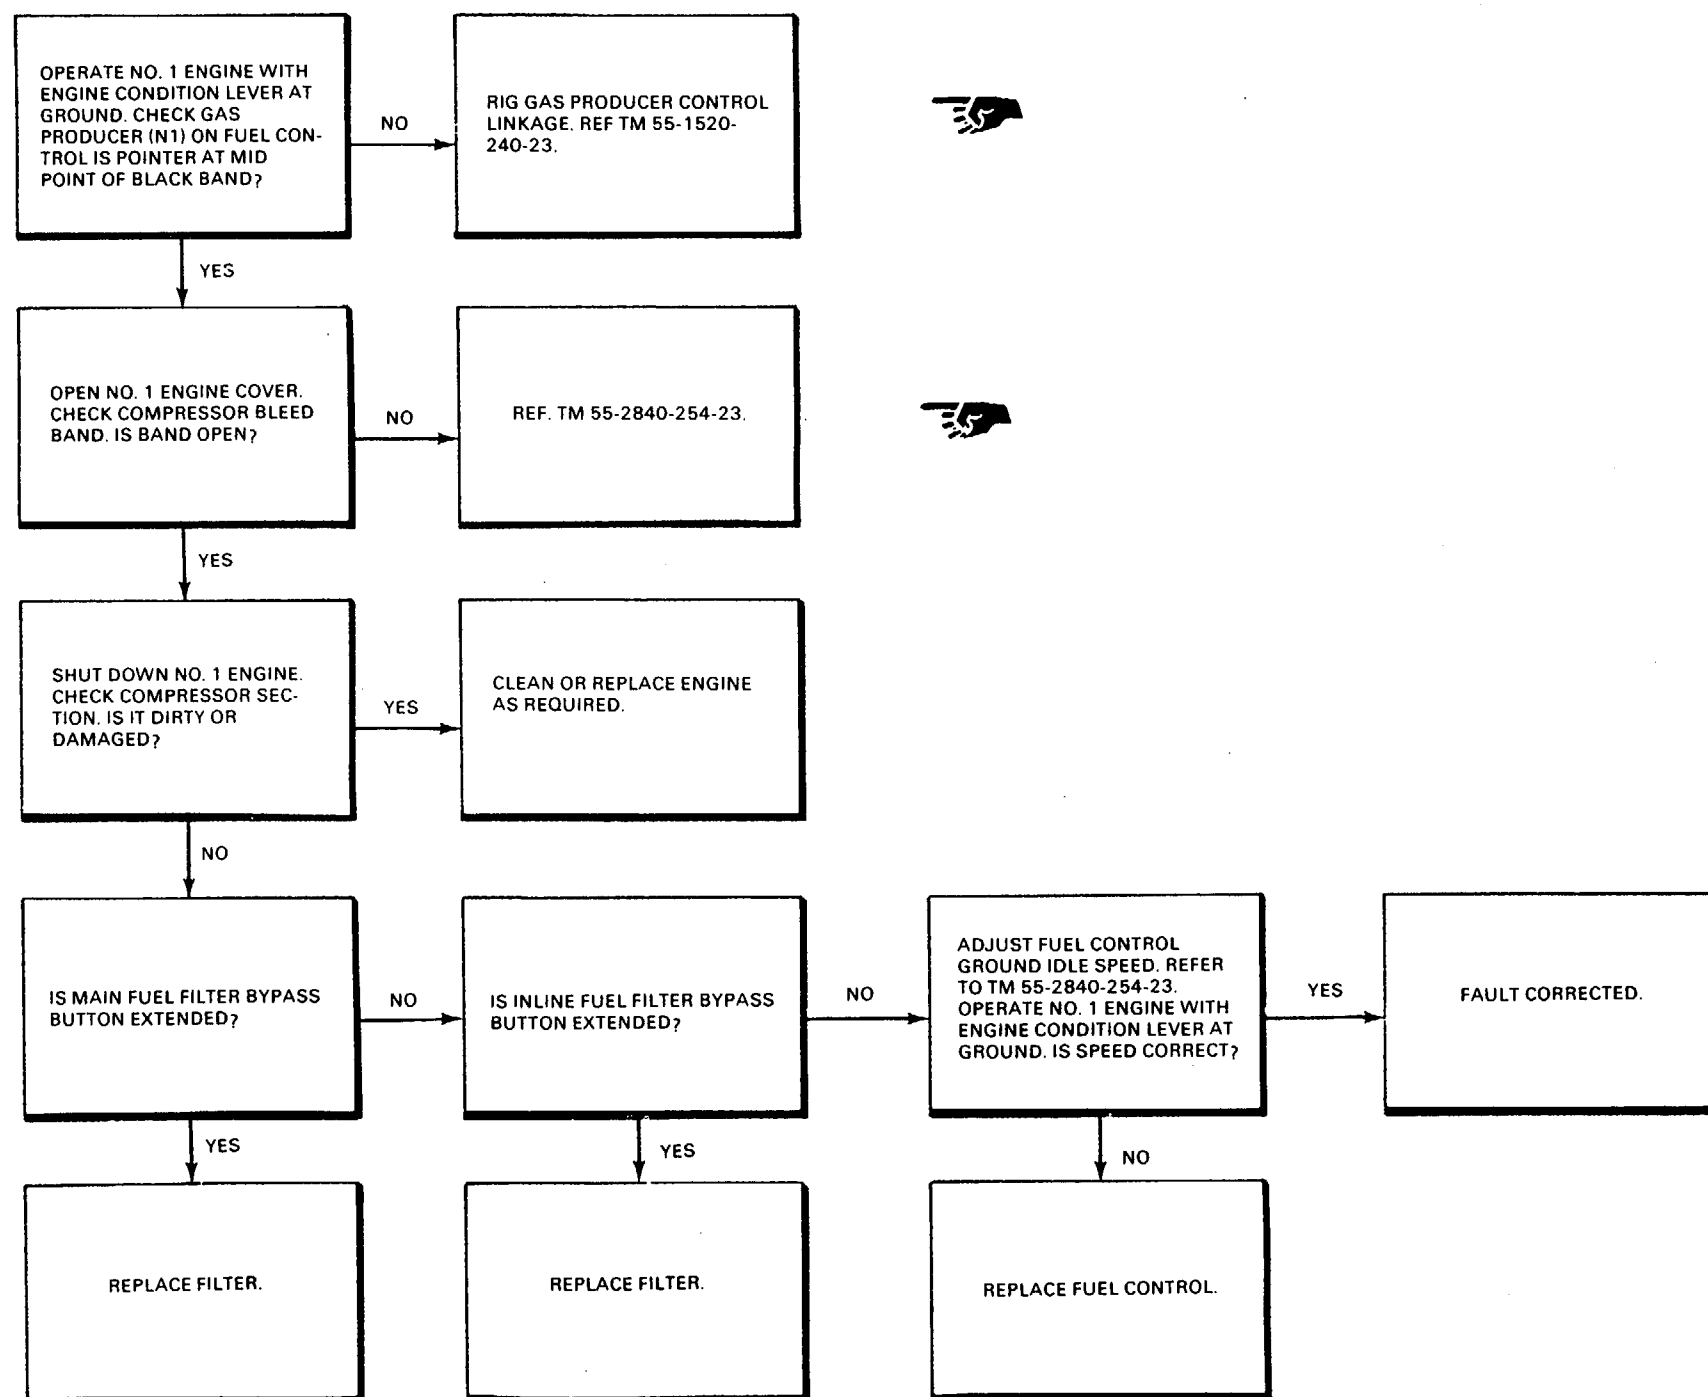 OPERATE NO. 1 ENGINE WITH
ENGINE CONDITION LEVER AT
GROUND. CHECK GAS
PRODUCER (N1) ON FUEL CON-
TROL IS POINTER AT MID
POINT OF BLACK BAND?
NO
RIG GAS PRODUCER CONTROL
LINKAGE. REF TM 55-1520-
240-23.
YES
OPEN NO. 1 ENGINE COVER.
CHECK COMPRESSOR BLEED
BAND. IS BAND OPEN?
NO
REF. TM 55-2840-254-23.
YES
SHUT DOWN NO. 1 ENGINE.
CHECK COMPRESSOR SEC-
TION. IS IT DIRTY OR
DAMAGED?
YES
CLEAN OR REPLACE ENGINE
AS REQUIRED.
NO
IS MAIN FUEL FILTER BYPASS
BUTTON EXTENDED?
NO
IS INLINE FUEL FILTER BYPASS
BUTTON EXTENDED?
NO
ADJUST FUEL CONTROL
GROUND IDLE SPEED. REFER
TO TM 55-2840-254-23.
OPERATE NO. 1 ENGINE WITH
ENGINE CONDITION LEVER AT
GROUND. IS SPEED CORRECT?
YES
FAULT CORRECTED.
YES
YES
NO
REPLACE FILTER.
REPLACE FILTER.
REPLACE FUEL CONTROL.